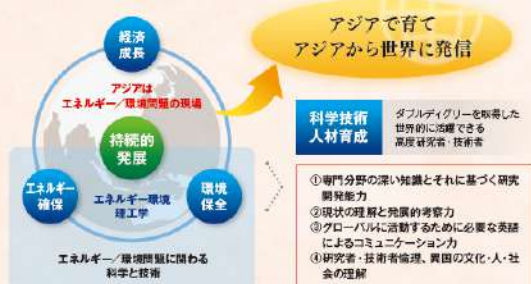 アジアで育て
アジアから世界に発信
経済
成長
アジアは
エネルギー／環境問題の現場
持続的
発展
エネルギー
確保
環境
保全
エネルギー環境
理工学
エネルギー／環境問題に関わる
科学と技術
科学技術
人材育成
ダブルディグリーを取得した
世界的に活躍できる
高度研究者・技術者
①専門分野の深い知識とそれに基づく研究
開発能力
②現状の理解と発展的考察力
③グローバルに活動するために必要な英語
によるコミュニケーション力
④研究者・技術者倫理、異国の文化・人・社
会の理解